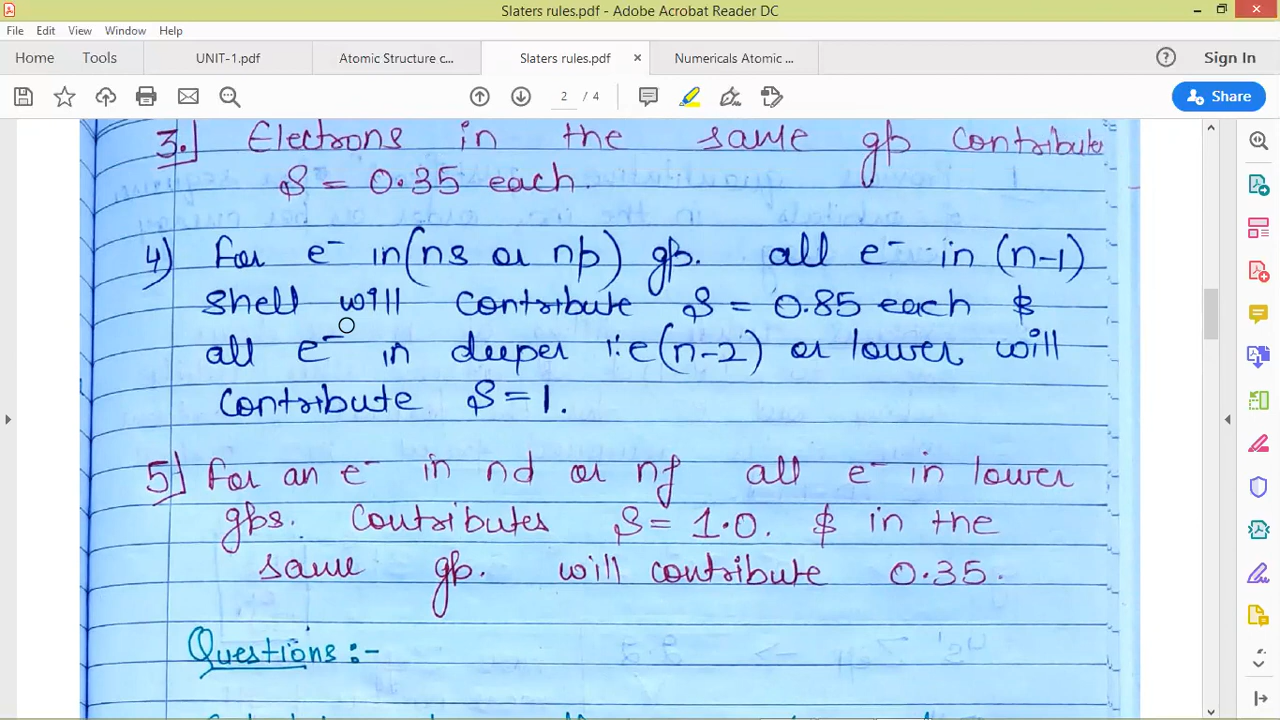 Slaters rules.pdf - Adobe Acrobat Reader DC
File Edit View Window Help
Home Tools UNIT-1.pdf Atomic Structure c... Slaters rules.pdf × Numericals Atomic ... Sign In
2 / 4 Share
3.] Electrons in the same gp contribute
S = 0.35 each.
4) For e⁻ in (ns or np) gp. all e⁻ in (n-1)
shell will contribute S = 0.85 each &
all e⁻ in deeper i.e (n-2) or lower will
contribute S = 1.
5] For an e⁻ in nd or nf all e⁻ in lower
gps. Contributes S = 1.0. & in the
same gp. will contribute 0.35.
Questions :-